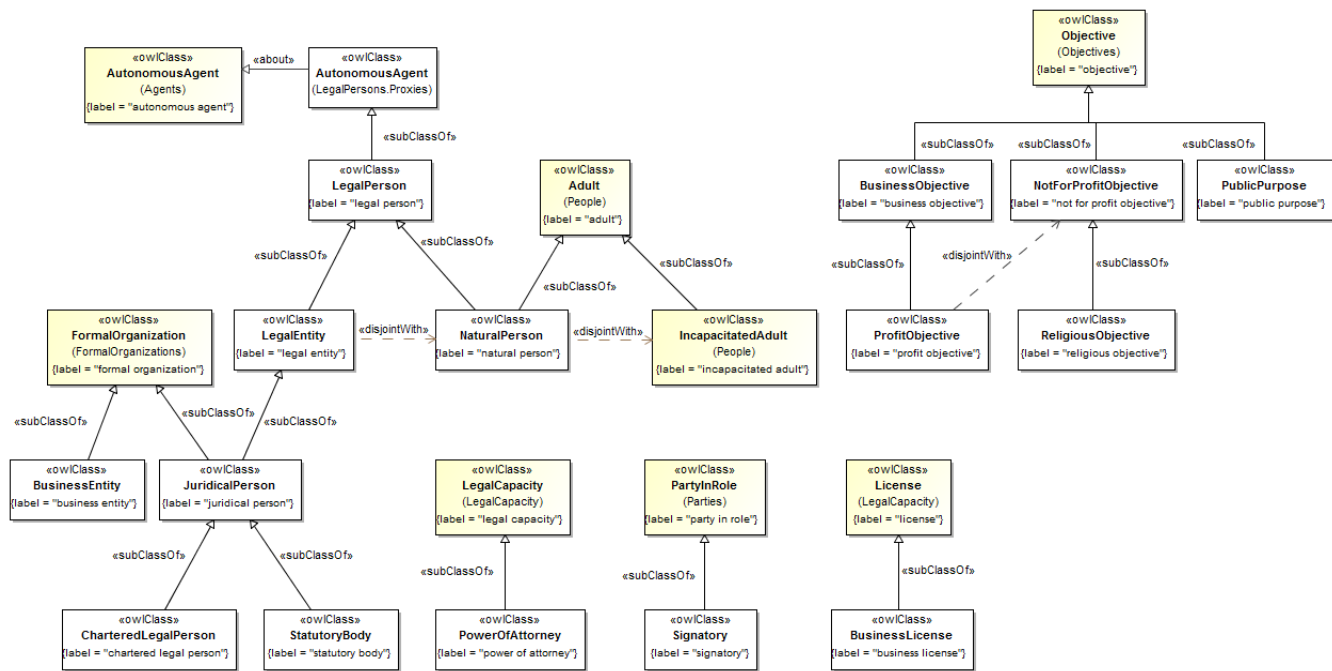 «owlClass»
Objective
(Objectives)
{label = "objective"}
«owlClass»
AutonomousAgent
(Agents)
{label = "autonomous agent"}
«about»
«owlClass»
AutonomousAgent
(LegalPersons.Proxies)
«subClassOf»
«subClassOf»
«subClassOf»
«subClassOf»
«owlClass»
LegalPerson
{label = "legal person"}
«owlClass»
Adult
(People)
{label = "adult"}
«owlClass»
BusinessObjective
{label = "business objective"}
«owlClass»
NotForProfitObjective
{label = "not for profit objective"}
«owlClass»
PublicPurpose
{label = "public purpose"}
«subClassOf»
«subClassOf»
«subClassOf»
«subClassOf»
«subClassOf»
«disjointWith»
«subClassOf»
«owlClass»
FormalOrganization
(FormalOrganizations)
{label = "formal organization"}
«owlClass»
LegalEntity
{label = "legal entity"}
«disjointWith»
«owlClass»
NaturalPerson
{label = "natural person"}
«disjointWith»
«owlClass»
IncapacitatedAdult
(People)
{label = "incapacitated adult"}
«owlClass»
ProfitObjective
{label = "profit objective"}
«owlClass»
ReligiousObjective
{label = "religious objective"}
«subClassOf»
«subClassOf»
«subClassOf»
«owlClass»
BusinessEntity
{label = "business entity"}
«owlClass»
JuridicalPerson
{label = "juridical person"}
«owlClass»
LegalCapacity
(LegalCapacity)
{label = "legal capacity"}
«owlClass»
PartyInRole
(Parties)
{label = "party in role"}
«owlClass»
License
(LegalCapacity)
{label = "license"}
«subClassOf»
«subClassOf»
«subClassOf»
«subClassOf»
«subClassOf»
«owlClass»
CharteredLegalPerson
{label = "chartered legal person"}
«owlClass»
StatutoryBody
{label = "statutory body"}
«owlClass»
PowerOfAttorney
{label = "power of attorney"}
«owlClass»
Signatory
{label = "signatory"}
«owlClass»
BusinessLicense
{label = "business license"}